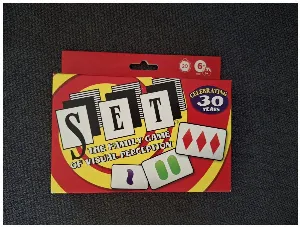 SET
THE FAMILY GAME
OF VISUAL PERCEPTION
CELEBRATING
30
YEARS